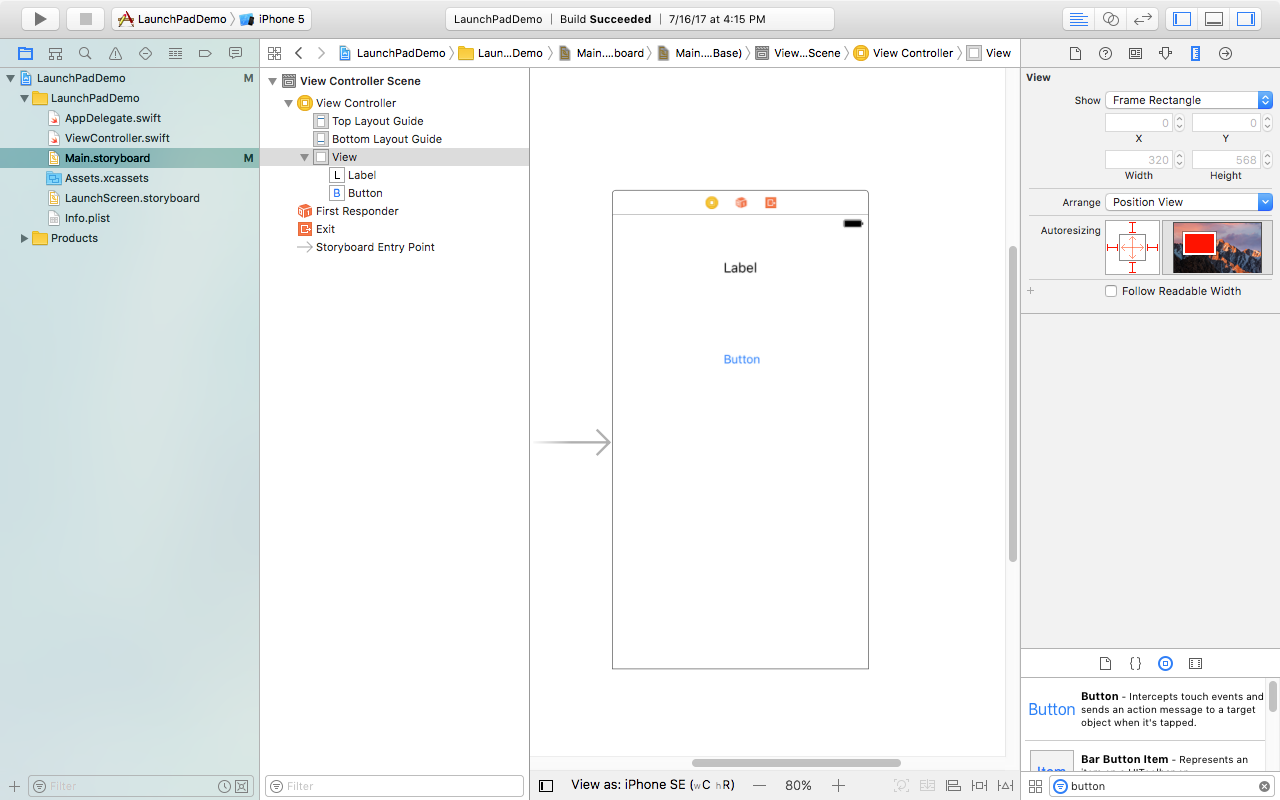 LaunchPadDemo
iPhone 5
LaunchPadDemo | Build Succeeded | 7/16/17 at 4:15 PM
LaunchPadDemo
Laun...Demo
Main....board
Main....Base)
View...Scene
View Controller
View
LaunchPadDemo M
LaunchPadDemo
AppDelegate.swift
ViewController.swift
Main.storyboard M
Assets.xcassets
LaunchScreen.storyboard
Info.plist
Products
Filter
View Controller Scene
View Controller
Top Layout Guide
Bottom Layout Guide
View
L Label
B Button
First Responder
Exit
Storyboard Entry Point
Filter
Label
Button
View as: iPhone SE (wC hR)
80%
View
Show Frame Rectangle
0 0
X Y
320 568
Width Height
Arrange Position View
Autoresizing
Follow Readable Width
{}
Button
Button - Intercepts touch events and
sends an action message to a target
object when it's tapped.
Item
Bar Button Item - Represents an
button